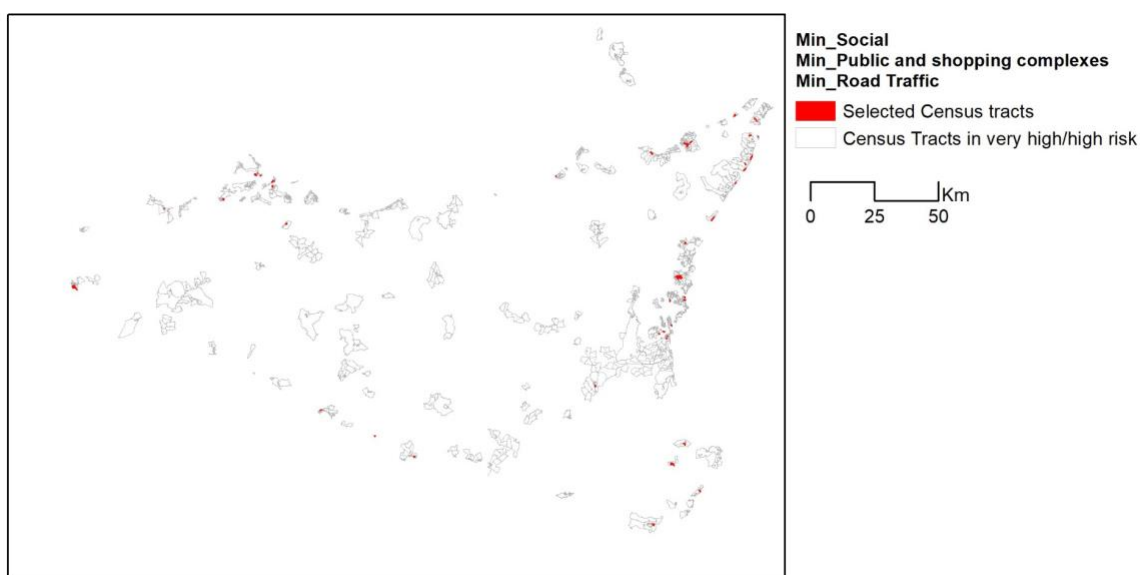 Min_Social
Min_Public and shopping complexes
Min_Road Traffic
Selected Census tracts
Census Tracts in very high/high risk
Km
0 25 50